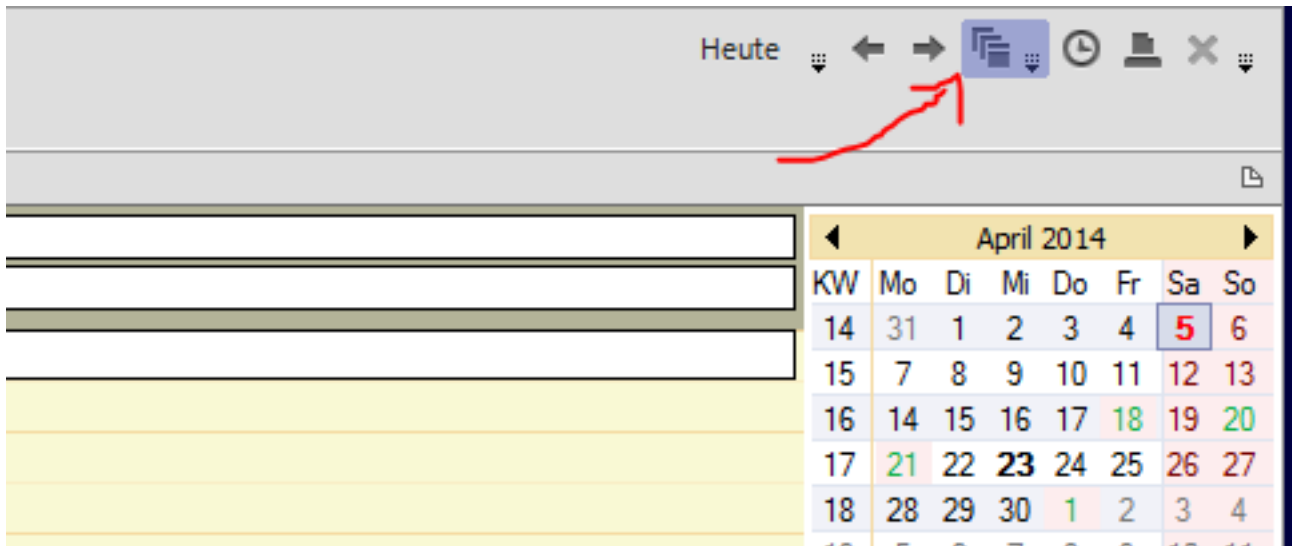 Heute
April 2014
KW Mo Di Mi Do Fr Sa So
14 31 1 2 3 4 5 6
15 7 8 9 10 11 12 13
16 14 15 16 17 18 19 20
17 21 22 23 24 25 26 27
18 28 29 30 1 2 3 4